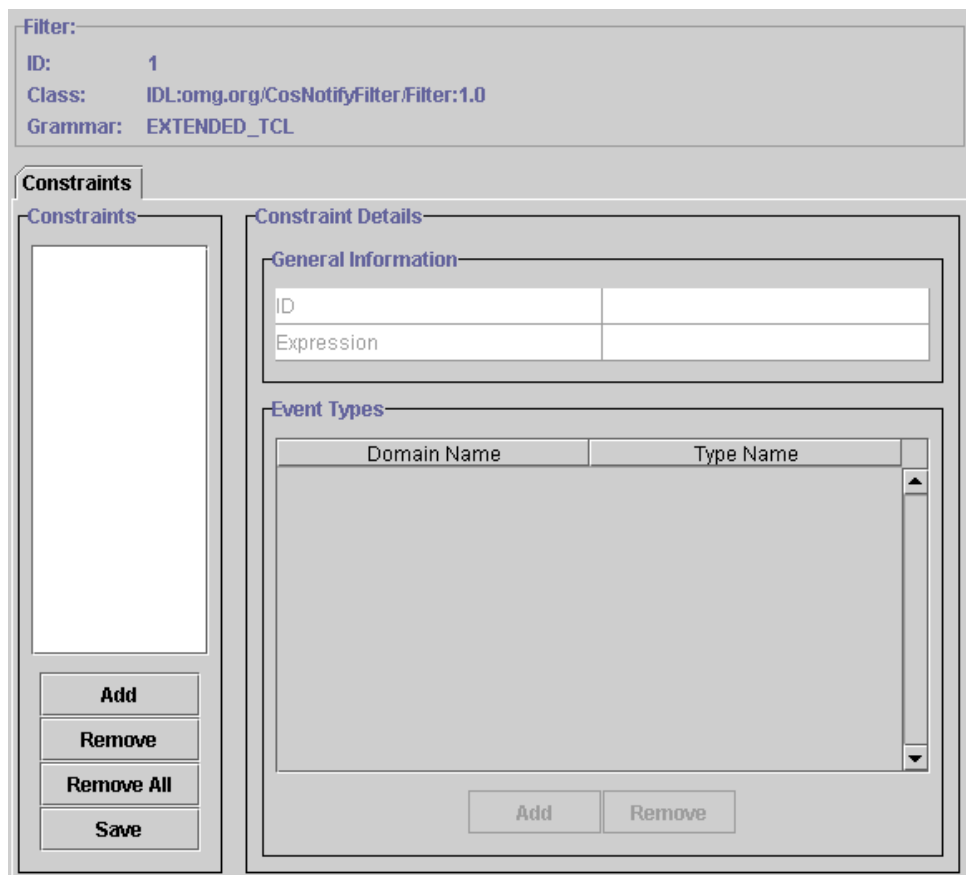 Filter:
ID: 1
Class: IDL:omg.org/CosNotifyFilter/Filter:1.0
Grammar: EXTENDED_TCL
Constraints
Constraints
Add
Remove
Remove All
Save
Constraint Details
General Information
ID
Expression
Event Types
Domain Name Type Name
Add Remove